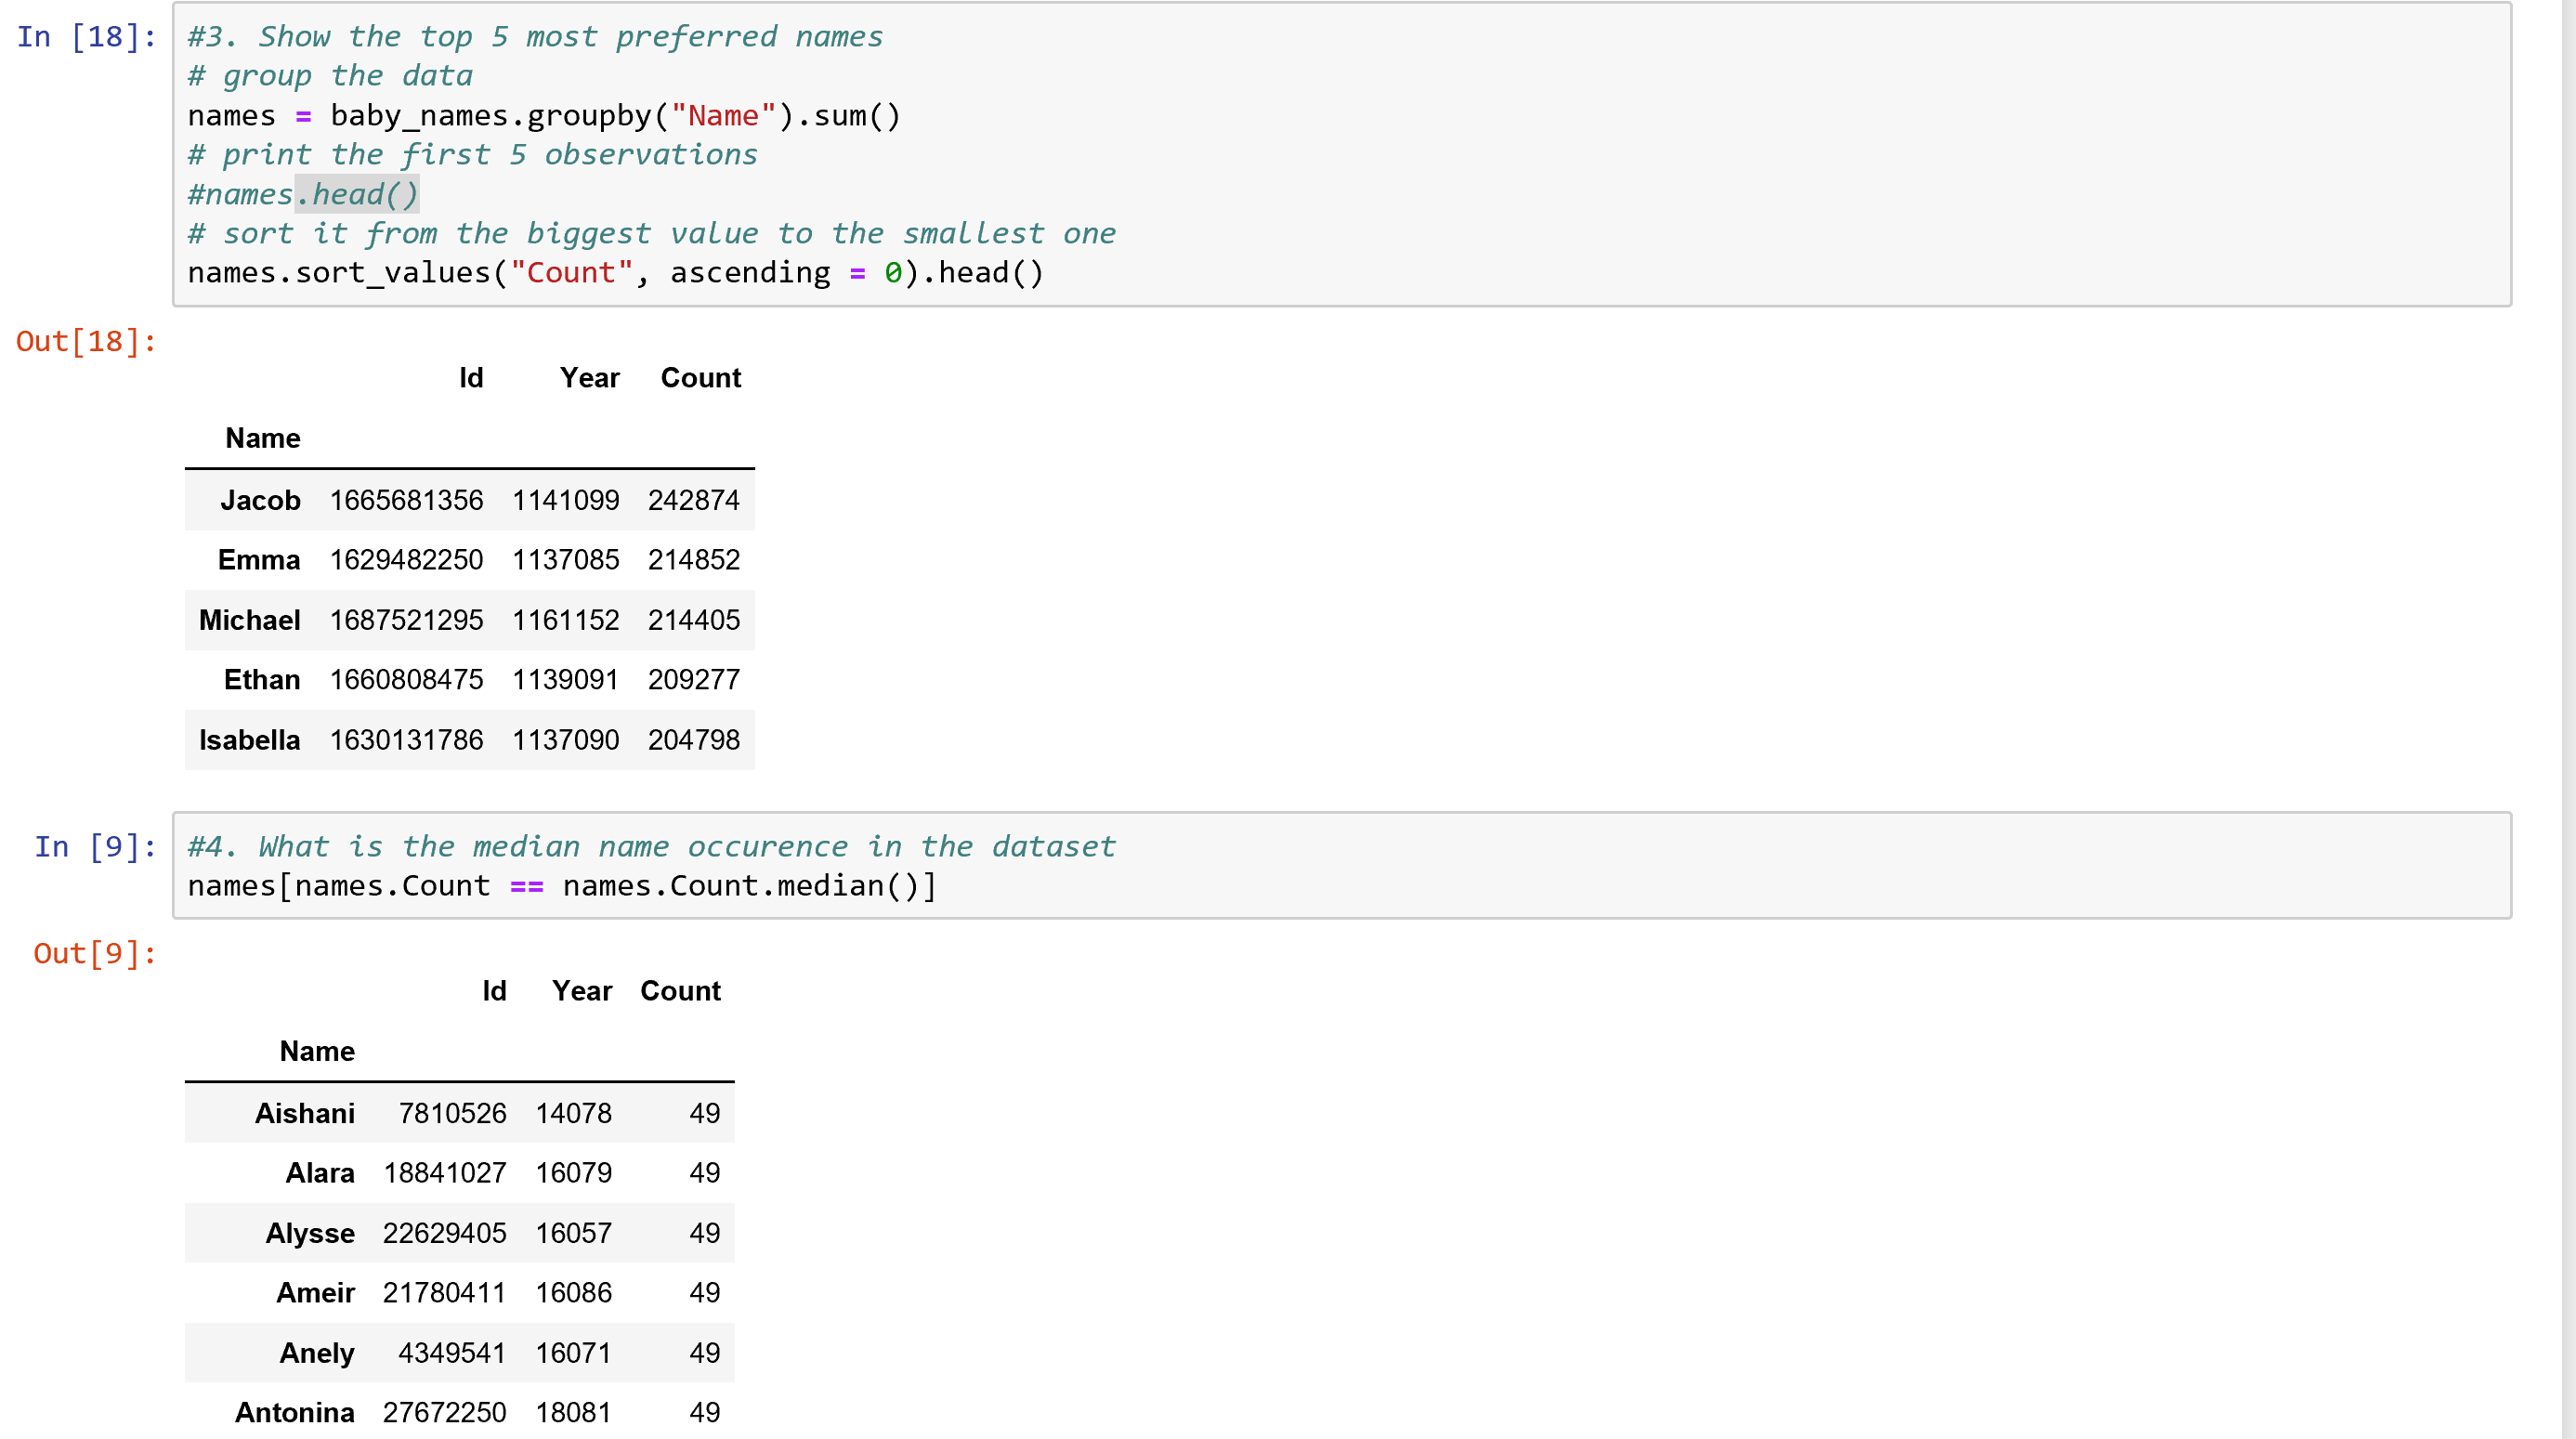 In [18]:
#3. Show the top 5 most preferred names
# group the data
names = baby_names.groupby("Name").sum()
# print the first 5 observations
#names.head()
# sort it from the biggest value to the smallest one
names.sort_values("Count", ascending = 0).head()
Out[18]:
Id Year Count
Name
Jacob 1665681356 1141099 242874
Emma 1629482250 1137085 214852
Michael 1687521295 1161152 214405
Ethan 1660808475 1139091 209277
Isabella 1630131786 1137090 204798
In [9]:
#4. What is the median name occurence in the dataset
names[names.Count == names.Count.median()]
Out[9]:
Id Year Count
Name
Aishani 7810526 14078 49
Alara 18841027 16079 49
Alysse 22629405 16057 49
Ameir 21780411 16086 49
Anely 4349541 16071 49
Antonina 27672250 18081 49